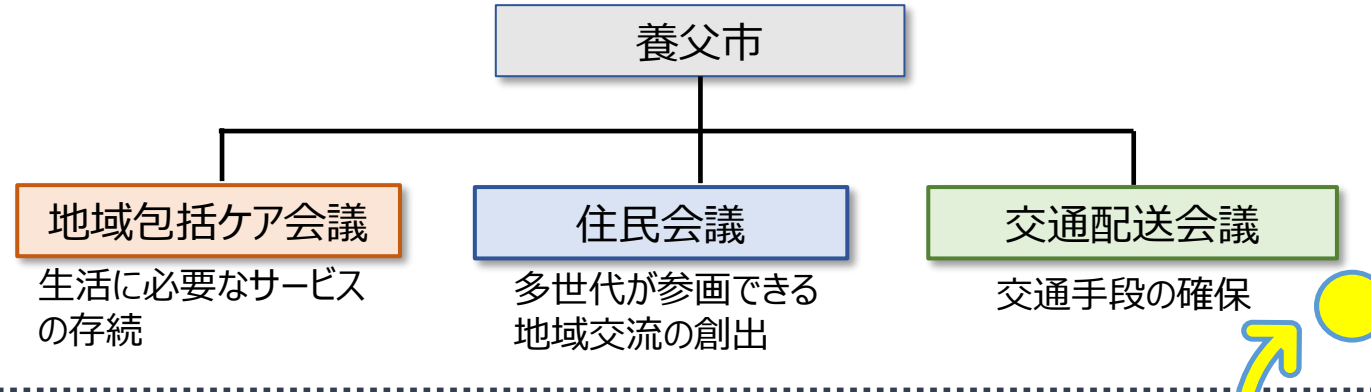 養父市
地域包括ケア会議
生活に必要なサービス
の存続
住民会議
多世代が参画できる
地域交流の創出
交通配送会議
交通手段の確保